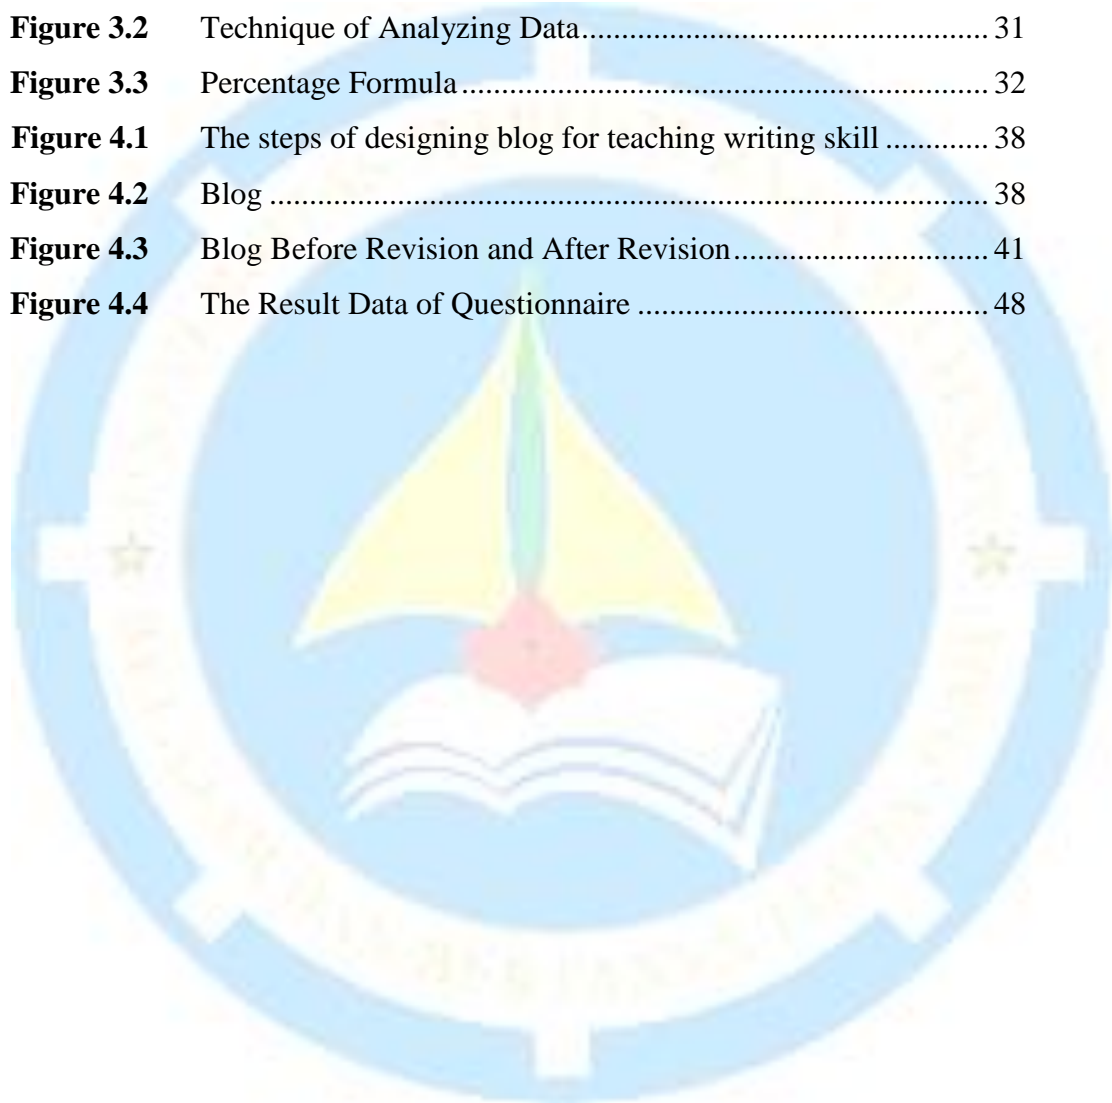 Figure 3.2 Technique of Analyzing Data.................................................... 31
Figure 3.3 Percentage Formula................................................................... 32
Figure 4.1 The steps of designing blog for teaching writing skill ............. 38
Figure 4.2 Blog ........................................................................................... 38
Figure 4.3 Blog Before Revision and After Revision................................ 41
Figure 4.4 The Result Data of Questionnaire ............................................ 48